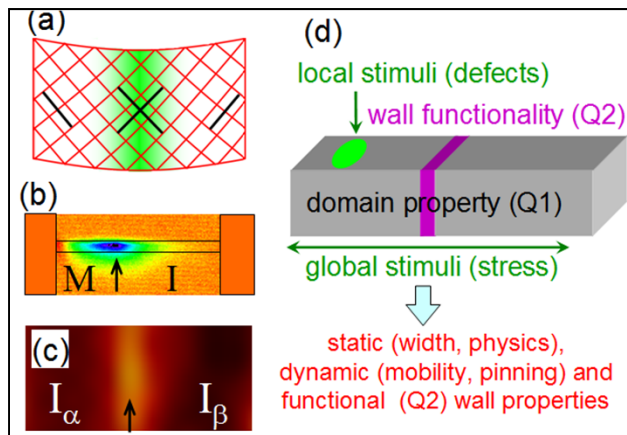 (a)
(b)
M I
(c)
Iα Iβ
(d)
local stimuli (defects)
wall functionality (Q2)
domain property (Q1)
global stimuli (stress)
static (width, physics),
dynamic (mobility, pinning) and
functional (Q2) wall properties